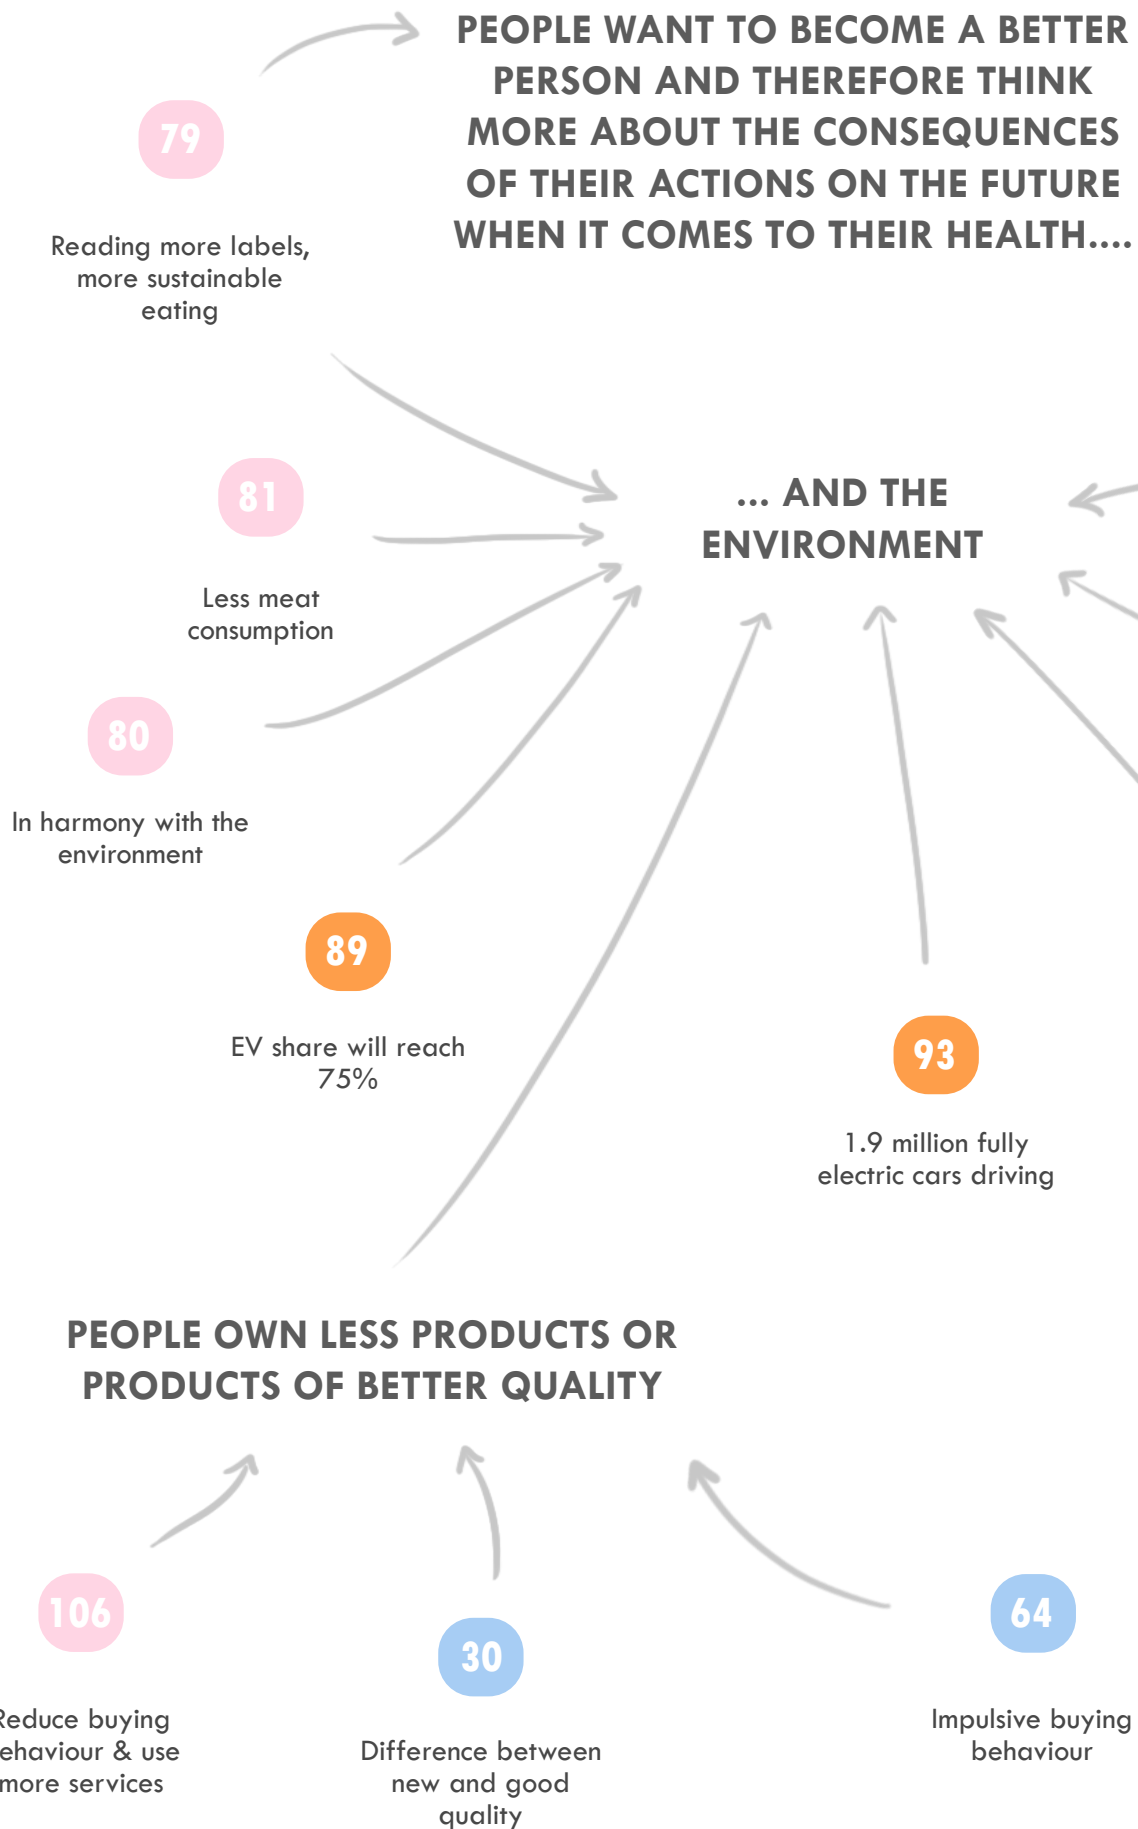 PEOPLE WANT TO BECOME A BETTER
PERSON AND THEREFORE THINK
MORE ABOUT THE CONSEQUENCES
OF THEIR ACTIONS ON THE FUTURE
WHEN IT COMES TO THEIR HEALTH....
79
Reading more labels,
more sustainable
eating
... AND THE
ENVIRONMENT
81
Less meat
consumption
80
In harmony with the
environment
89
EV share will reach
75%
93
1.9 million fully
electric cars driving
PEOPLE OWN LESS PRODUCTS OR
PRODUCTS OF BETTER QUALITY
106
Reduce buying
ehaviour & use
more services
30
Difference between
new and good
quality
64
Impulsive buying
behaviour